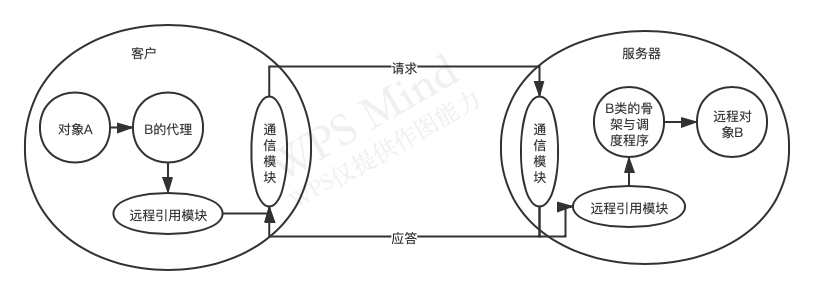 客户
服务器
请求
对象A
B的代理
通
信
模
块
通
信
模
块
B类的骨
架与调
度程序
远程对
象B
远程引用模块
远程引用模块
应答
WPS Mind
WPS仅提供作图能力